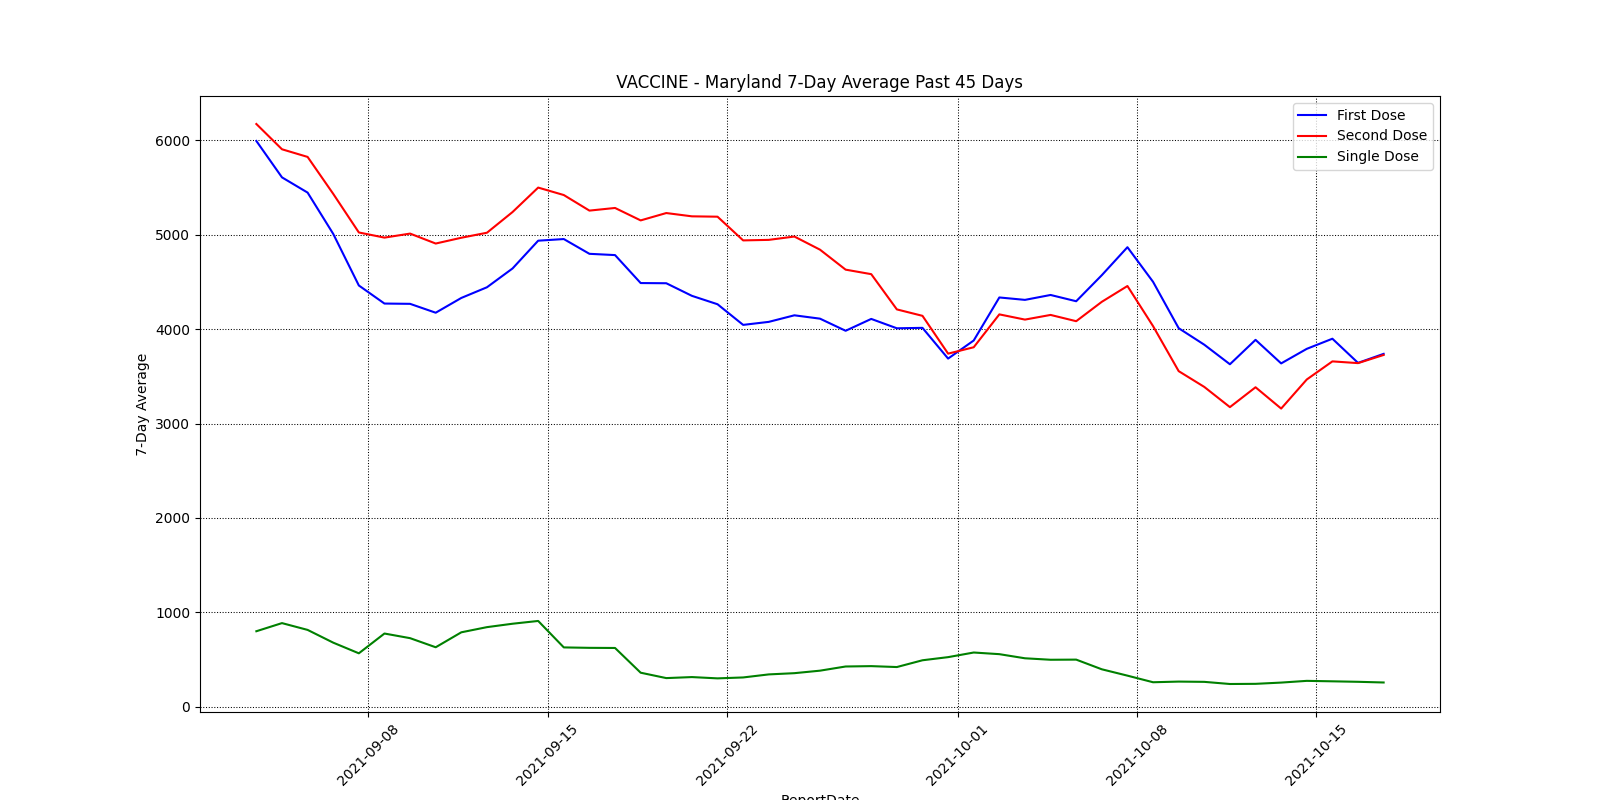 VACCINE - Maryland 7-Day Average Past 45 Days
First Dose
Second Dose
Single Dose
7-Day Average
6000
5000
4000
3000
2000
1000
0
2021-09-08
2021-09-15
2021-09-22
2021-10-01
2021-10-08
2021-10-15
ReportDate